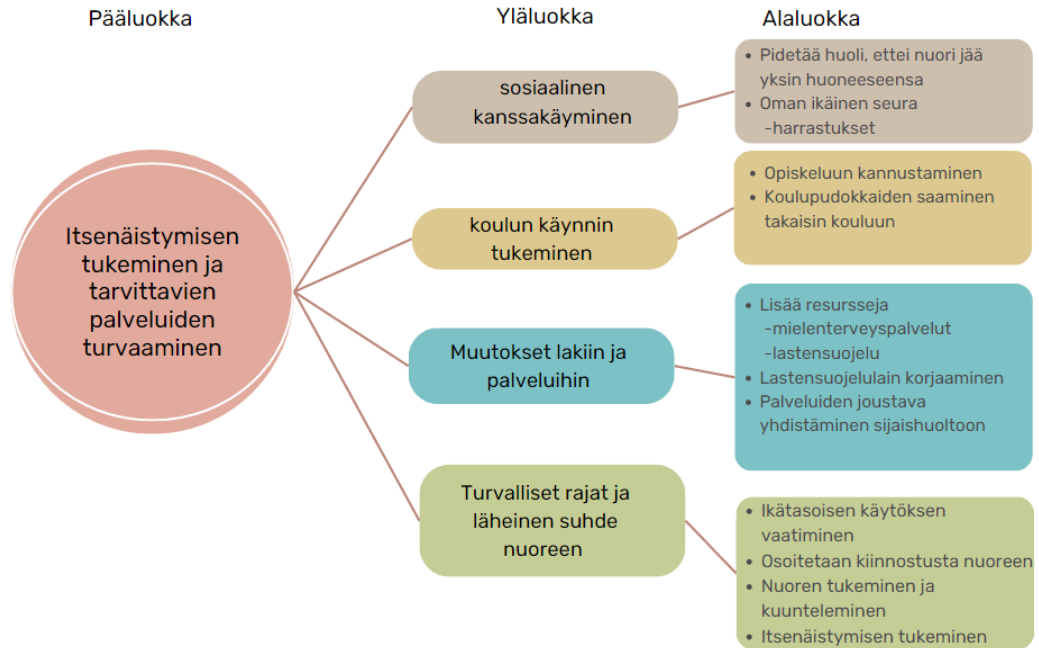 Pääluokka
Yläluokka
Alaluokka
Itsenäistymisen
tukeminen ja
tarvittavien
palveluiden
turvaaminen
sosiaalinen
kanssakäyminen
• Pidetää huoli, ettei nuori jää
yksin huoneeseensa
• Oman ikäinen seura
-harrastukset
koulun käynnin
tukeminen
• Opiskeluun kannustaminen
• Koulupudokkaiden saaminen
takaisin kouluun
Muutokset lakiin ja
palveluihin
• Lisää resursseja
-mielenterveyspalvelut
-lastensuojelu
• Lastensuojelulain korjaaminen
• Palveluiden joustava
yhdistäminen sijaishuoltoon
Turvalliset rajat ja
läheinen suhde
nuoreen
• Ikätasoisen käytöksen
vaatiminen
• Osoitetaan kiinnostusta nuoreen
• Nuoren tukeminen ja
kuunteleminen
• Itsenäistymisen tukeminen